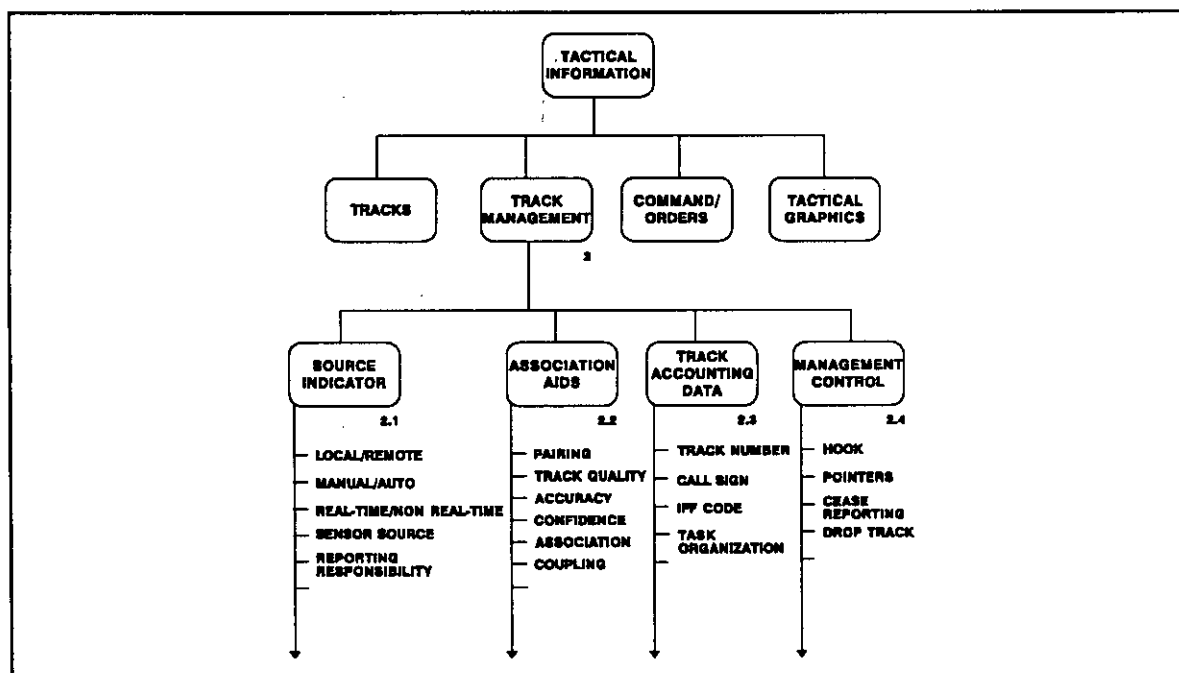 TACTICAL
INFORMATION
TRACKS
TRACK
MANAGEMENT
COMMAND/
ORDERS
TACTICAL
GRAPHICS
2
SOURCE
INDICATOR
2.1
LOCAL/REMOTE
MANUAL/AUTO
REAL-TIME/NON REAL-TIME
SENSOR SOURCE
REPORTING
RESPONSIBILITY
ASSOCIATION
AIDS
2.2
PAIRING
TRACK QUALITY
ACCURACY
CONFIDENCE
ASSOCIATION
COUPLING
TRACK
ACCOUNTING
DATA
2.3
TRACK NUMBER
CALL SIGN
IFF CODE
TASK
ORGANIZATION
MANAGEMENT
CONTROL
2.4
HOOK
POINTERS
CEASE
REPORTING
DROP TRACK